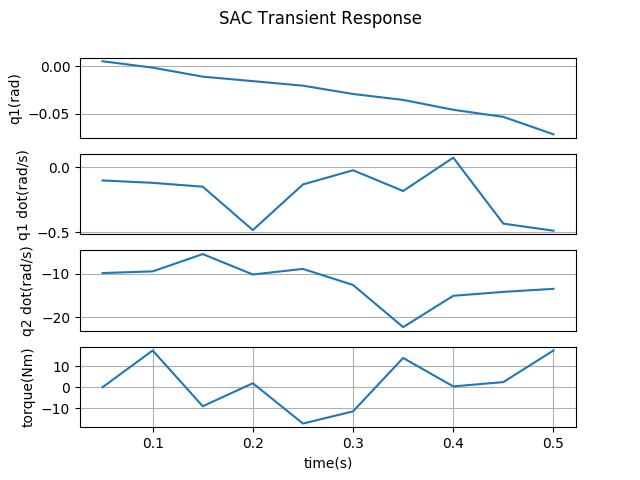 SAC Transient Response
q1(rad)
0.00
−0.05
q1 dot(rad/s)
0.0
−0.5
q2 dot(rad/s)
−10
−20
torque(Nm)
10
0
−10
0.1 0.2 0.3 0.4 0.5
time(s)